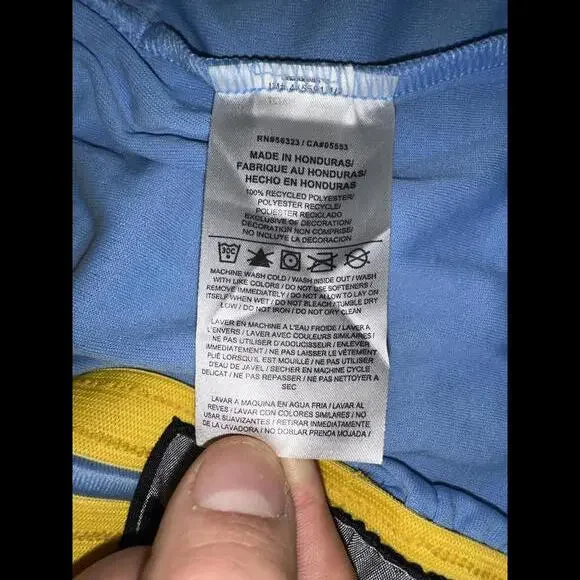 RN#56323 / CA#05553
MADE IN HONDURAS/
FABRIQUE AU HONDURAS/
HECHO EN HONDURAS
100% RECYCLED POLYESTER/
POLYESTER RECYCLE/
POLIESTER RECICLADO
EXCLUSIVE OF DECORATION/
DECORATION NON COMPRISE/
NO INCLUYE LA DECORACION
30C
MACHINE WASH COLD / WASH INSIDE OUT / WASH
WITH LIKE COLORS / DO NOT USE SOFTENERS /
REMOVE IMMEDIATELY / DO NOT ALLOW TO LAY ON
ITSELF WHEN WET / DO NOT BLEACH / TUMBLE DRY
LOW / DO NOT IRON / DO NOT DRY CLEAN
LAVER EN MACHINE A L'EAU FROIDE / LAVER A
L'ENVERS / LAVER AVEC COULEURS SIMILAIRES /
NE PAS UTILISER D'ADOUCISSEUR / ENLEVER
IMMEDIATEMENT / NE PAS LAISSER LE VÊTEMENT
PLIÉ LORSQU'IL EST MOUILLÉ / NE PAS UTILISER
D'EAU DE JAVEL / SECHER EN MACHINE CYCLE
DELICAT / NE PAS REPASSER / NE PAS NETTOYER A
SEC
LAVAR A MAQUINA EN AGUA FRIA / LAVAR AL
REVES / LAVAR CON COLORES SIMILARES / NO
USAR SUAVIZANTES / RETIRAR INMEDIATAMENTE
DE LA LAVADORA / NO DOBLAR PRENDA MOJADA /